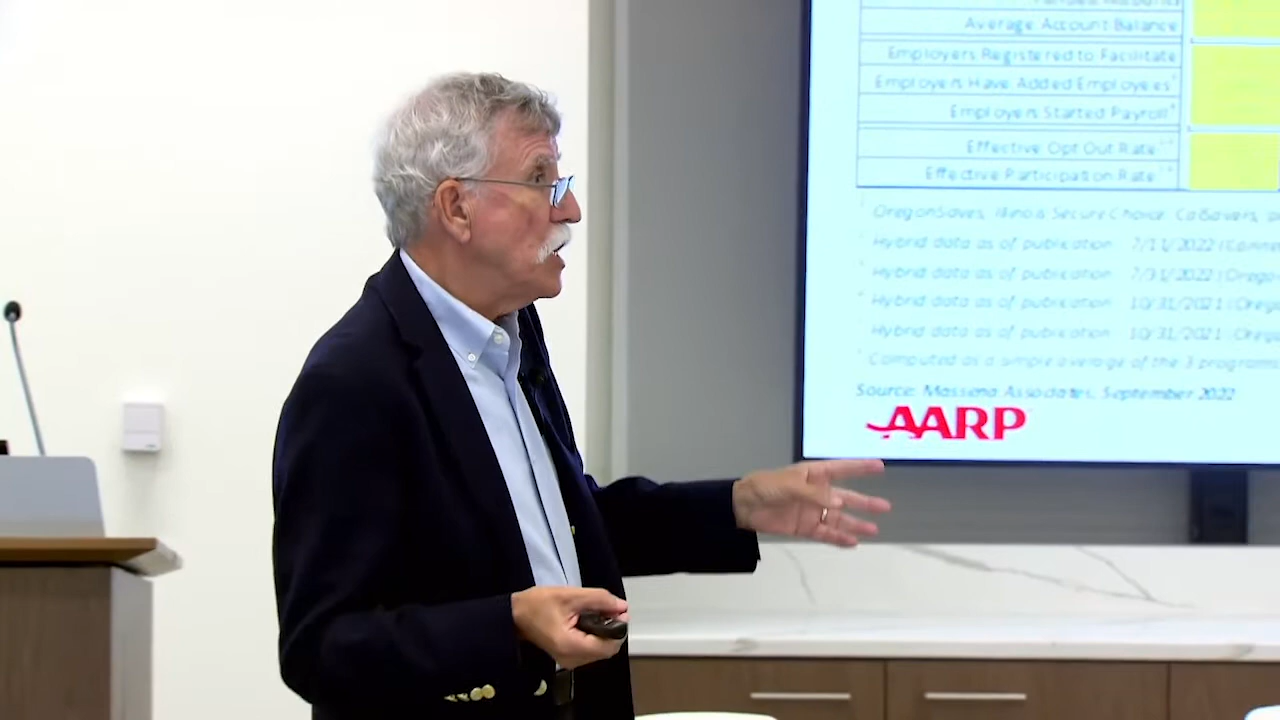 Average Account Balance
Employers Registered to Facilitate
Employers Have Added Employees
Employers Started Payroll
Effective Opt Out Rate
Effective Participation Rate
OregonSaves, Illinois Secure Choice, CalSavers,
Hybrid data as of publication 7/11/2022
Hybrid data as of publication 7/31/2022
Hybrid data as of publication 10/31/2021
Hybrid data as of publication 10/31/2021
Computed as a simple average of the 3 programs
Source: Massena Associates, September 2022
AARP